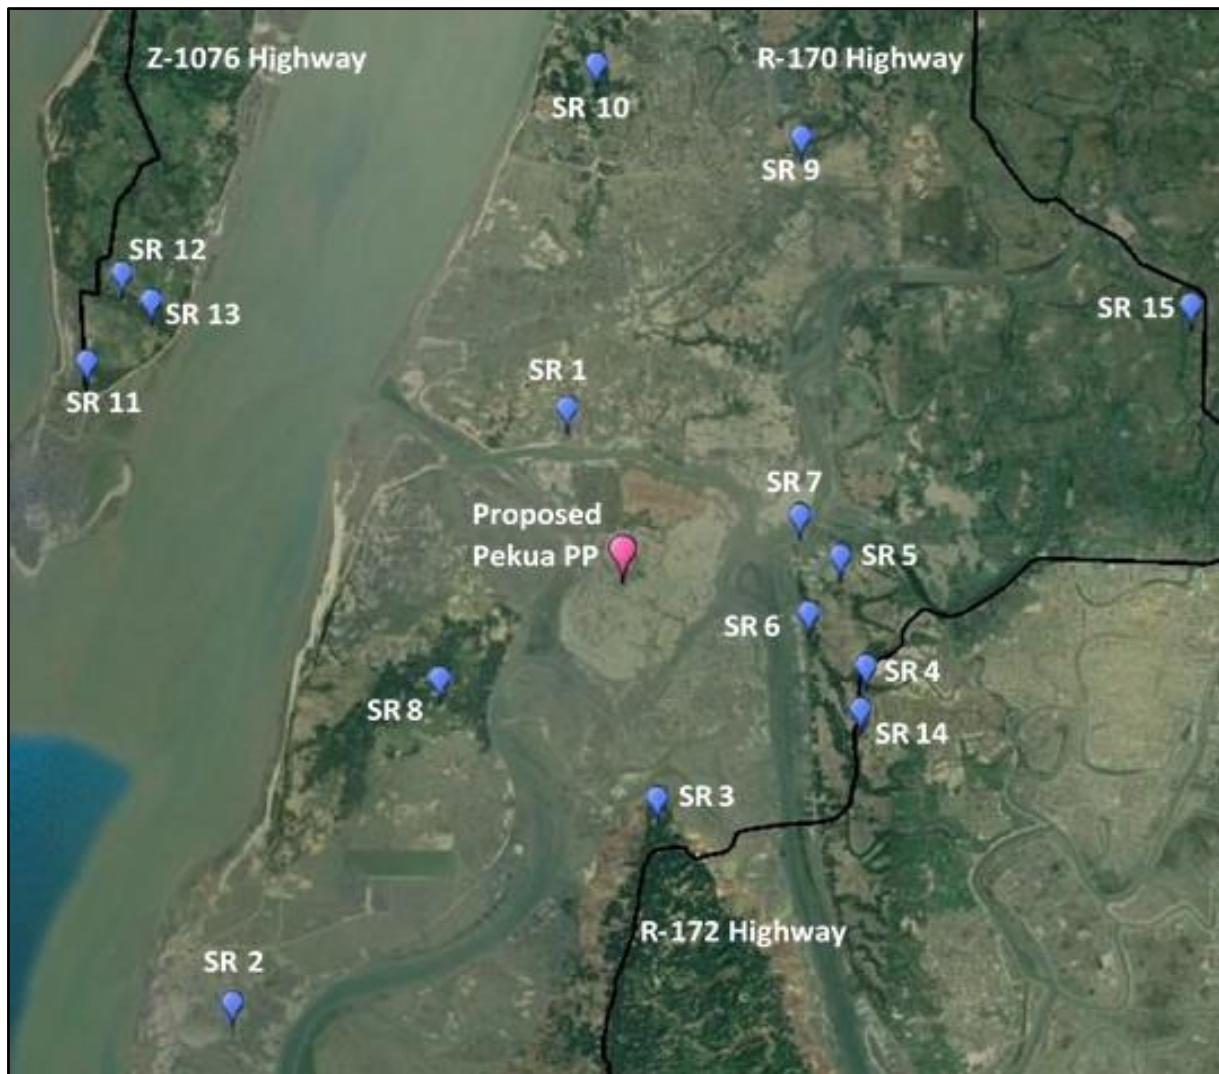 Z-1076 Highway
R-170 Highway
SR 10
SR 9
SR 12
SR 13
SR 15
SR 11
SR 1
SR 7
Proposed
Pekua PP
SR 5
SR 6
SR 4
SR 8
SR 14
SR 3
R-172 Highway
SR 2